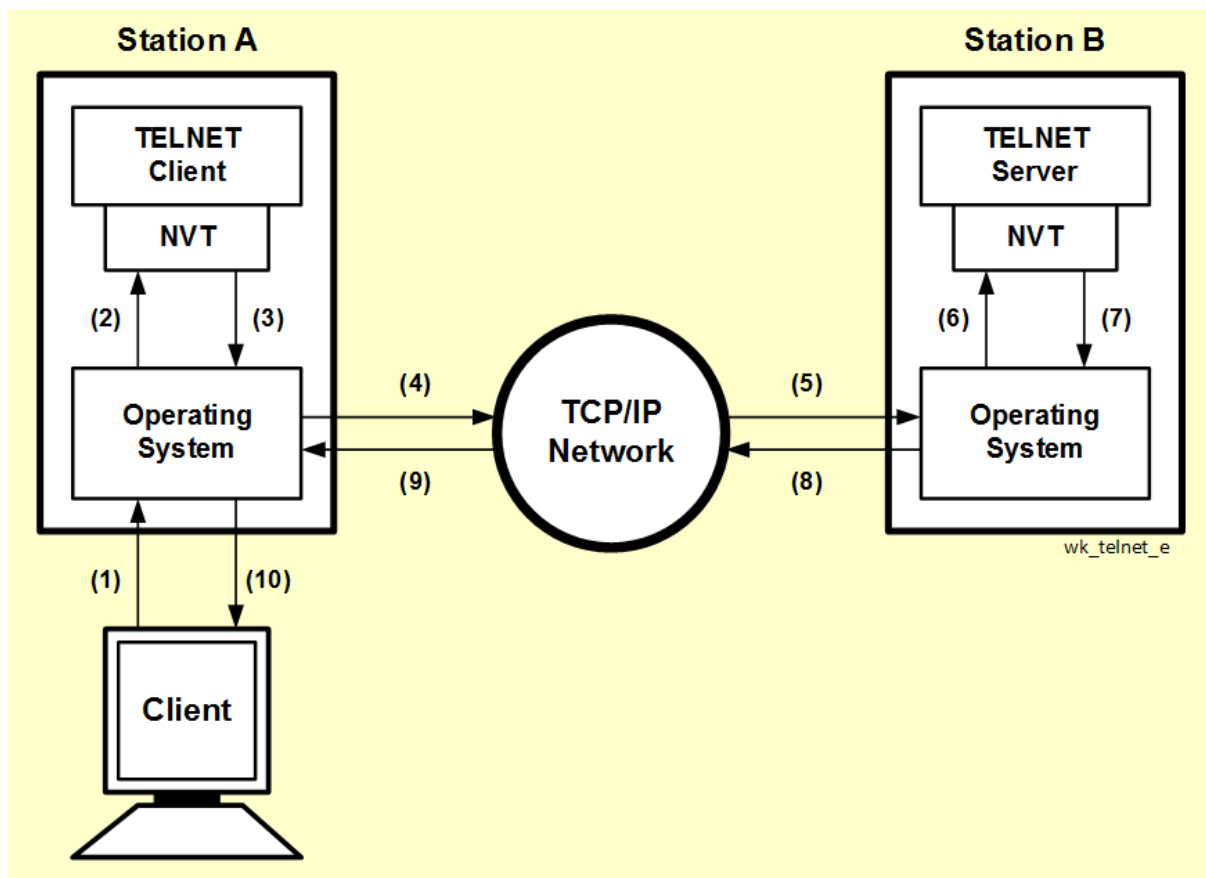 Station A
Station B
TELNET
Client
TELNET
Server
NVT
NVT
(2)
(3)
(6)
(7)
(4)
(5)
Operating
System
TCP/IP
Network
Operating
System
(9)
(8)
wk_telnet_e
(1)
(10)
Client